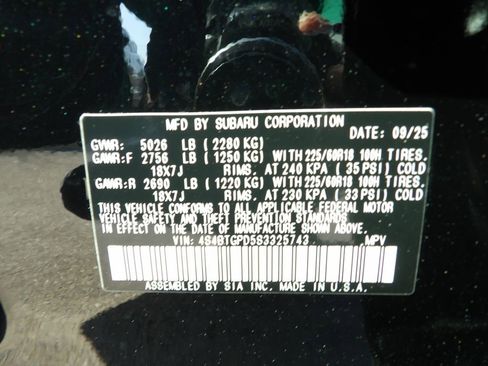 MFD BY SUBARU CORPORATION
DATE: 09/25
GVWR: 5026 LB (2280 KG)
GAWR:F 2756 LB (1250 KG) WITH 225/60R18 100H TIRES.
18X7J RIMS, AT 240 KPA (35 PSI) COLD
GAWR:R 2690 LB (1220 KG) WITH 225/60R18 100H TIRES.
18X7J RIMS, AT 230 KPA (33 PSI) COLD
THIS VEHICLE CONFORMS TO ALL APPLICABLE FEDERAL MOTOR
VEHICLE SAFETY AND THEFT PREVENTION STANDARDS
IN EFFECT ON THE DATE OF MANUFACTURE SHOWN ABOVE.
VIN: 4S4BTGPD5S3325743 MPV
ASSEMBLED BY SIA INC. MADE IN U.S.A.